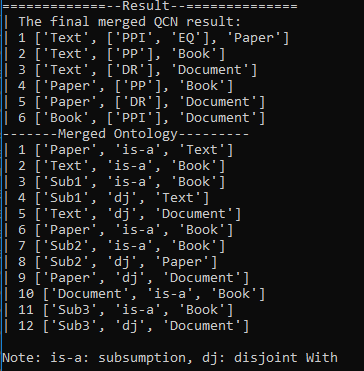 ==============Result===============
| The final merged QCN result:
| 1 ['Text', ['PPI', 'EQ'], 'Paper']
| 2 ['Text', ['PP'], 'Book']
| 3 ['Text', ['DR'], 'Document']
| 4 ['Paper', ['PP'], 'Book']
| 5 ['Paper', ['DR'], 'Document']
| 6 ['Book', ['PPI'], 'Document']
-------Merged Ontology----------
| 1 ['Paper', 'is-a', 'Text']
| 2 ['Text', 'is-a', 'Book']
| 3 ['Sub1', 'is-a', 'Book']
| 4 ['Sub1', 'dj', 'Text']
| 5 ['Text', 'dj', 'Document']
| 6 ['Paper', 'is-a', 'Book']
| 7 ['Sub2', 'is-a', 'Book']
| 8 ['Sub2', 'dj', 'Paper']
| 9 ['Paper', 'dj', 'Document']
| 10 ['Document', 'is-a', 'Book']
| 11 ['Sub3', 'is-a', 'Book']
| 12 ['Sub3', 'dj', 'Document']
Note: is-a: subsumption, dj: disjoint With